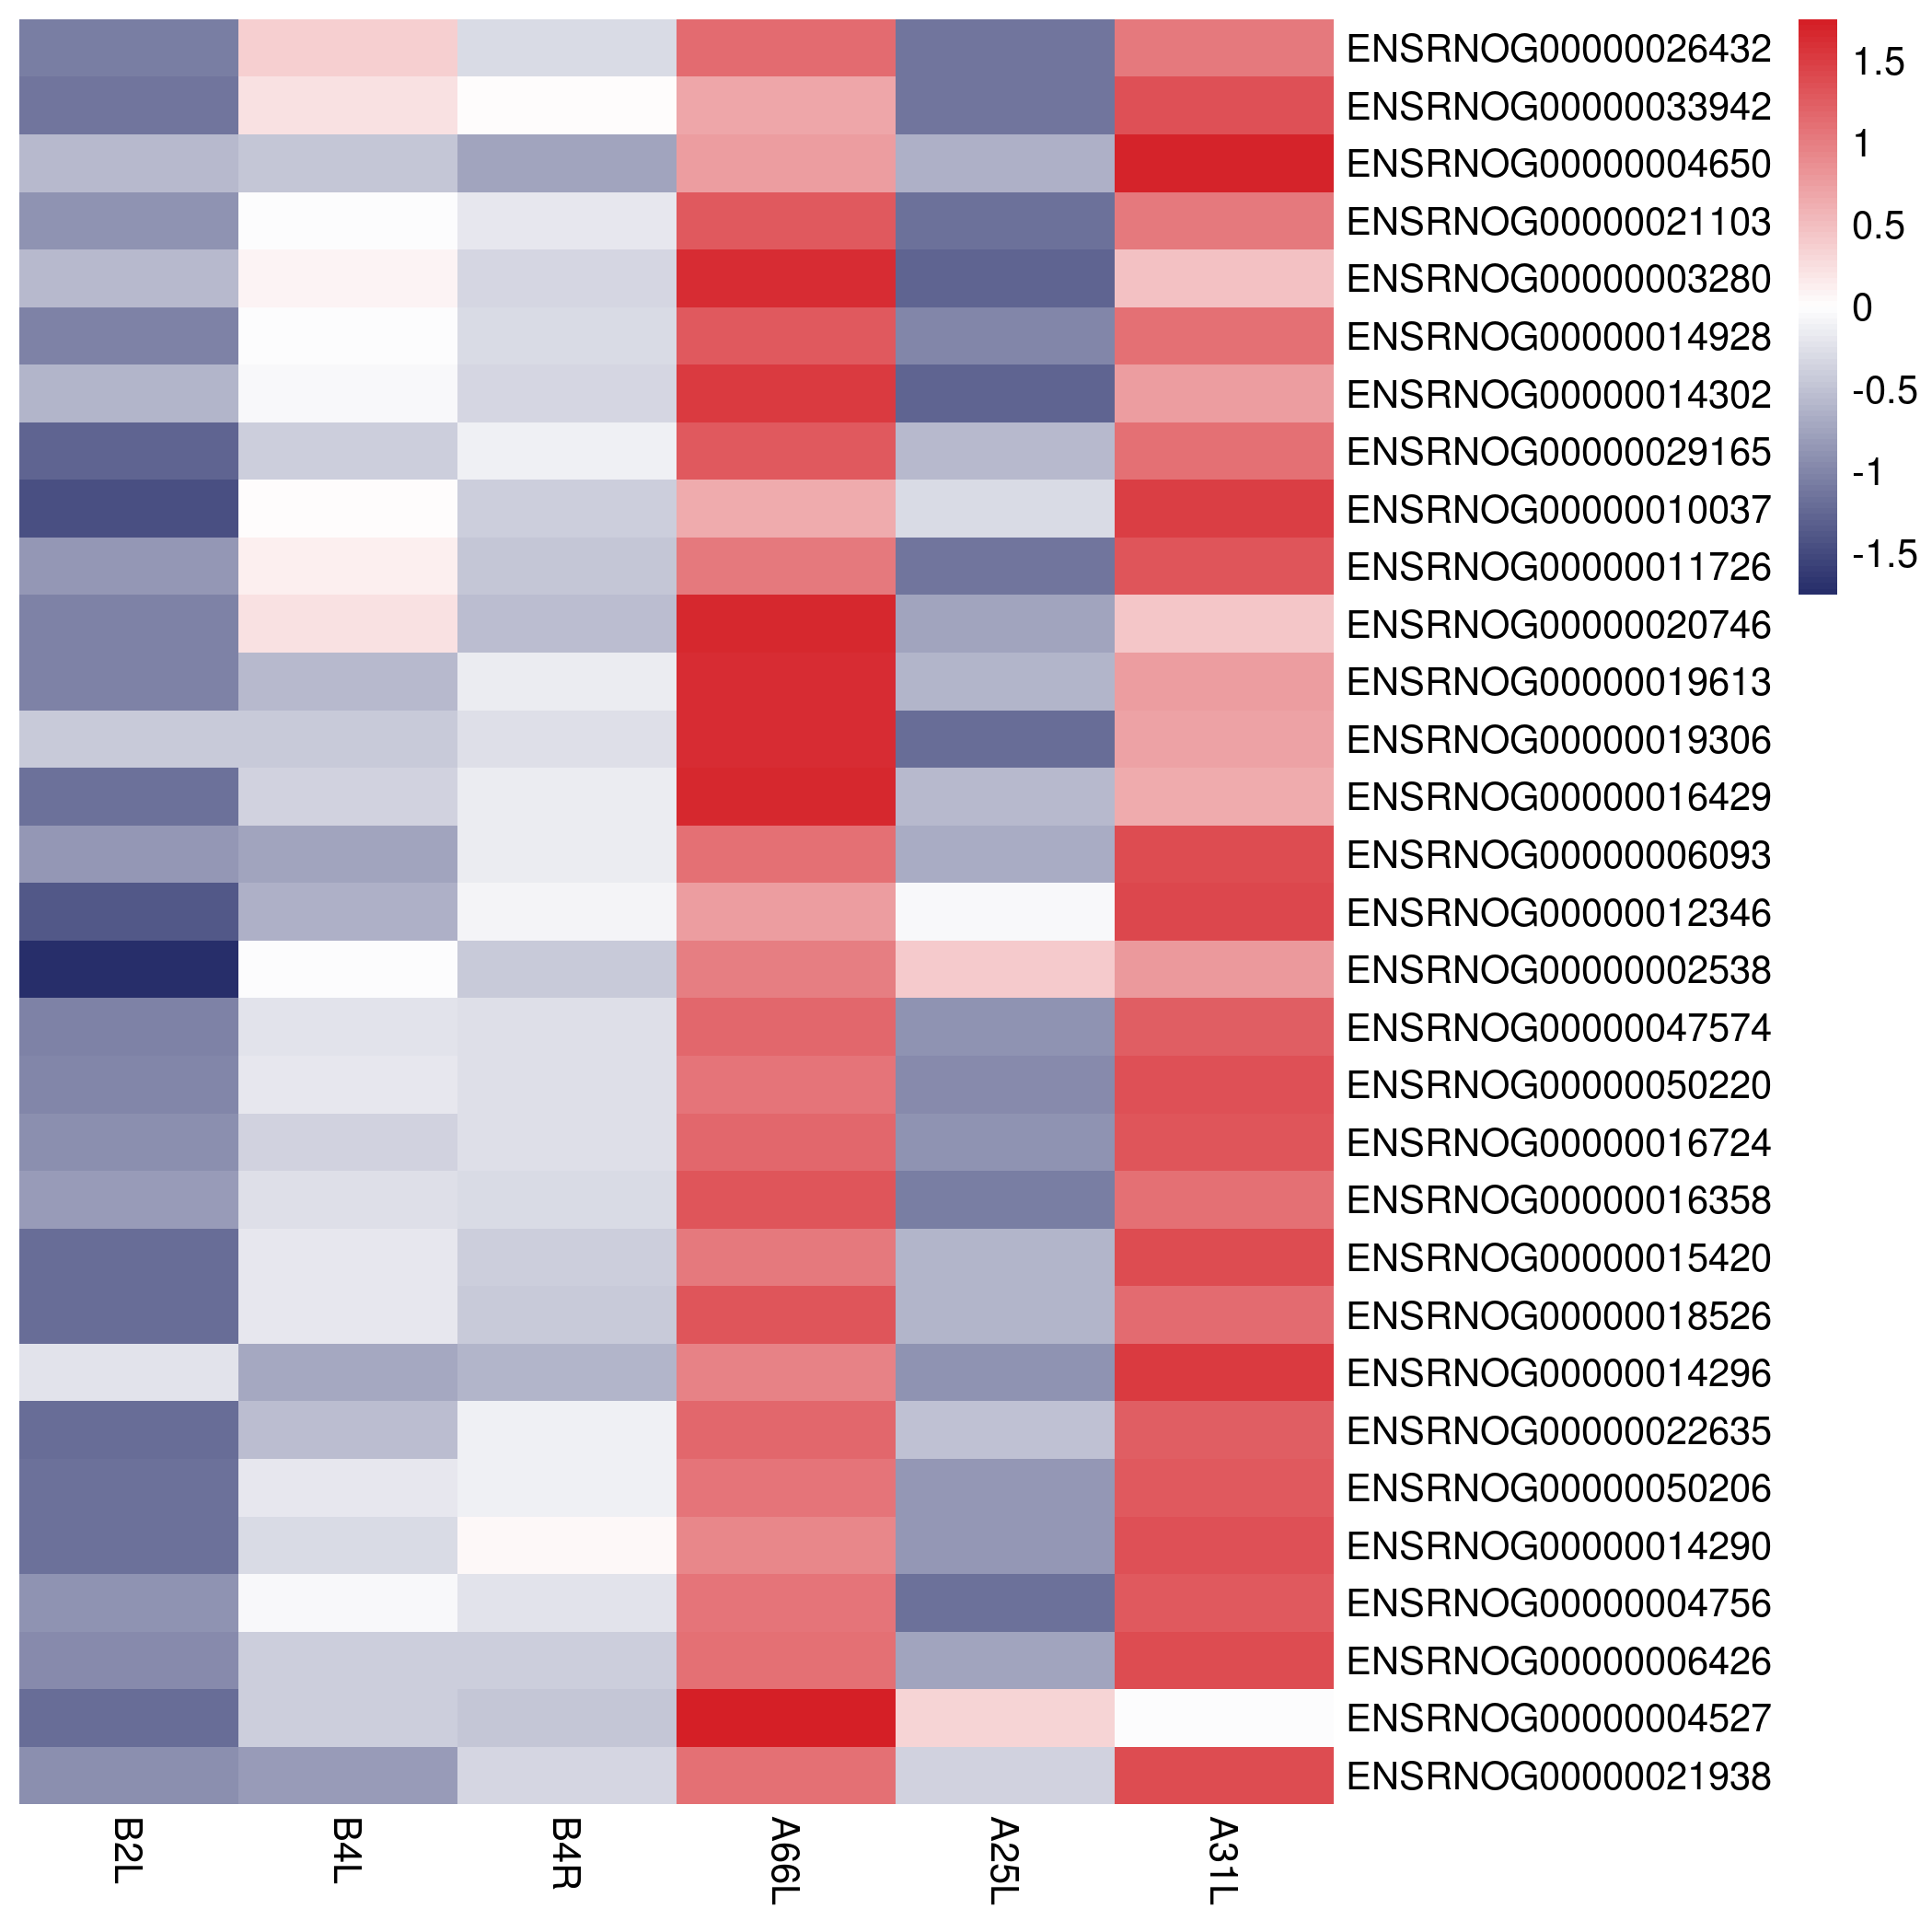 ENSRNOG00000026432
ENSRNOG00000033942
ENSRNOG00000004650
ENSRNOG00000021103
ENSRNOG00000003280
ENSRNOG00000014928
ENSRNOG00000014302
ENSRNOG00000029165
ENSRNOG00000010037
ENSRNOG00000011726
ENSRNOG00000020746
ENSRNOG00000019613
ENSRNOG00000019306
ENSRNOG00000016429
ENSRNOG00000006093
ENSRNOG00000012346
ENSRNOG00000002538
ENSRNOG00000047574
ENSRNOG00000050220
ENSRNOG00000016724
ENSRNOG00000016358
ENSRNOG00000015420
ENSRNOG00000018526
ENSRNOG00000014296
ENSRNOG00000022635
ENSRNOG00000050206
ENSRNOG00000014290
ENSRNOG00000004756
ENSRNOG00000006426
ENSRNOG00000004527
ENSRNOG00000021938
1.5
1
0.5
0
-0.5
-1
-1.5
B2L
B4L
B4R
A66L
A25L
A31L